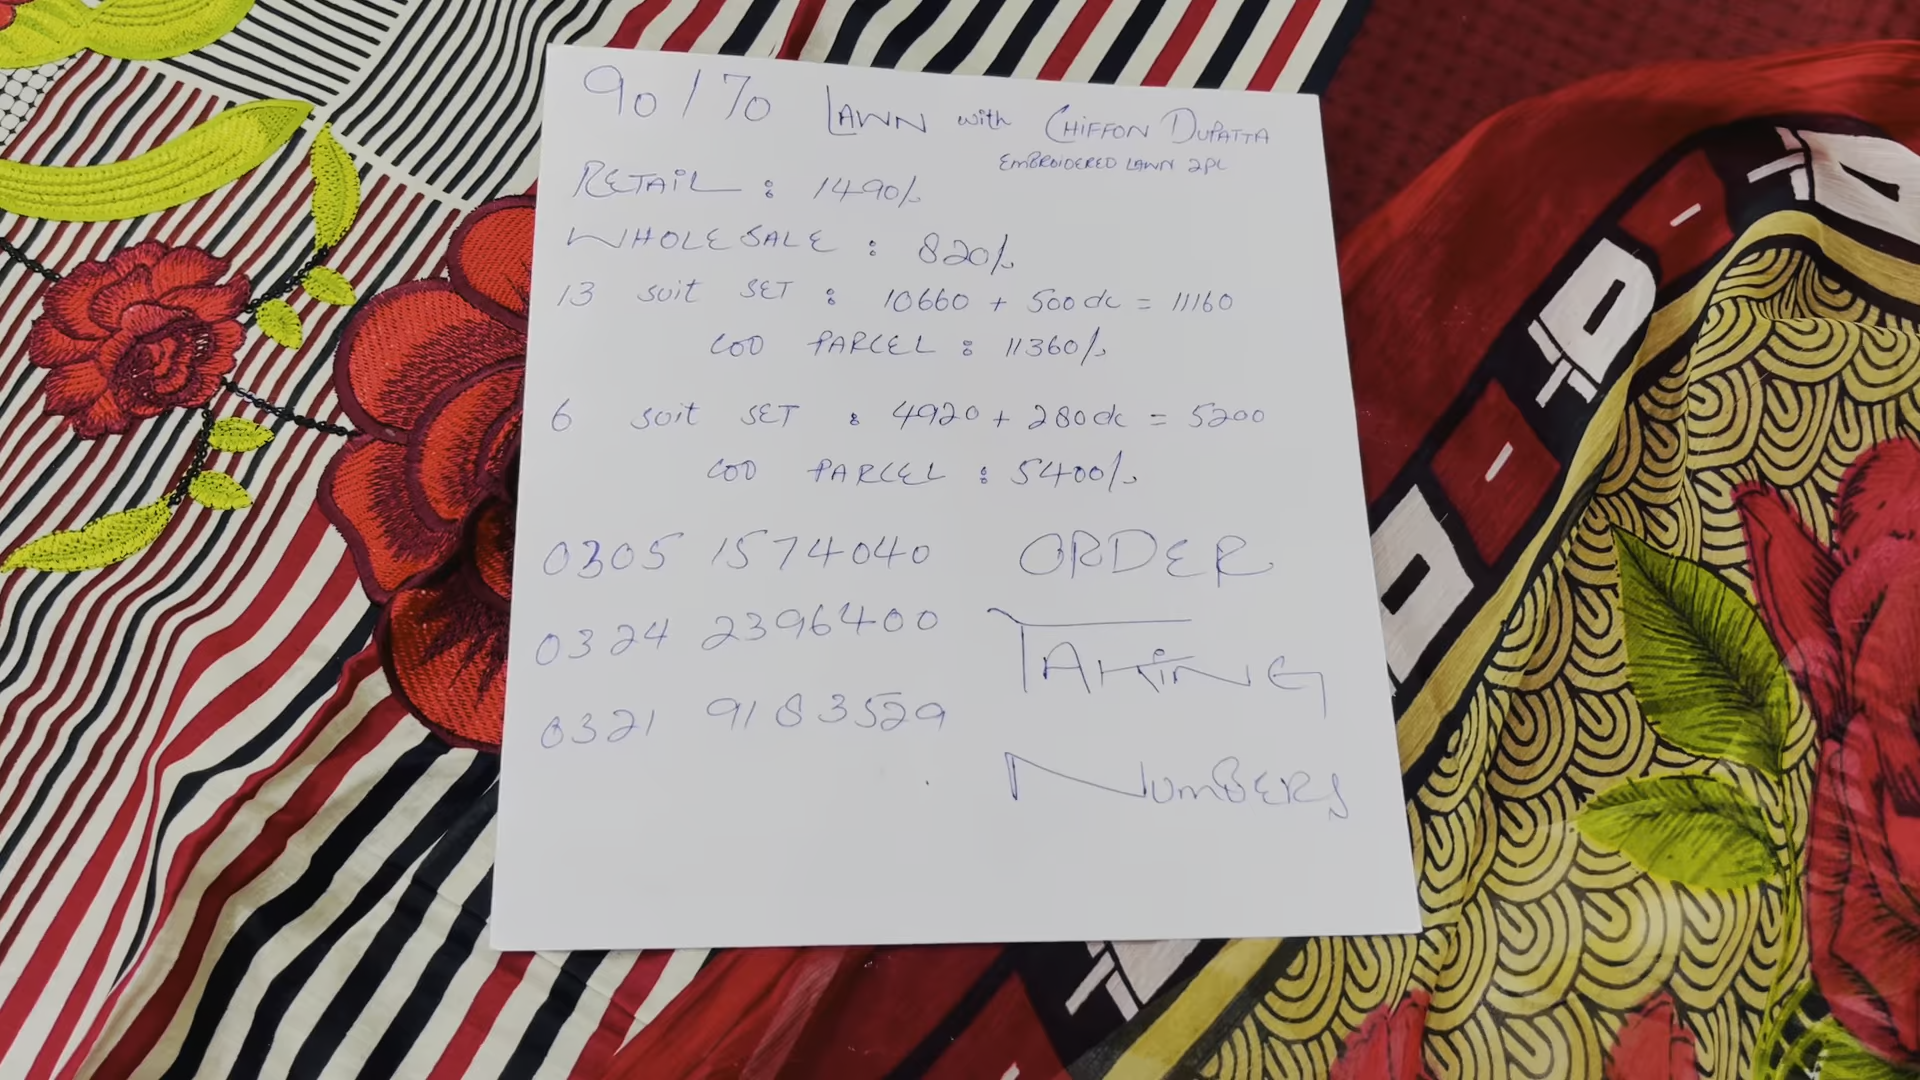 90/70 LAWN with CHIFFON DUPATTA
EMBROIDERED LAWN 2PC
RETAIL : 1490/-
WHOLESALE : 820/-
13 suit SET : 10660 + 500dc = 11160
COD PARCEL : 11360/-
6 suit SET : 4920 + 280dc = 5200
COD PARCEL : 5400/-
0305 1574040 ORDER
0324 2396400 TAKING
0321 9183529
NUMBERS